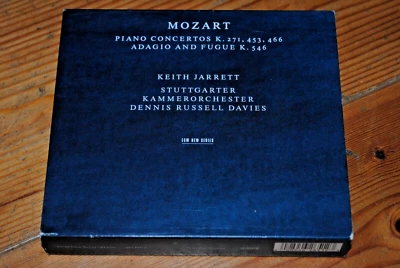 MOZART
PIANO CONCERTOS K. 271, 453, 466
ADAGIO AND FUGUE K. 546
KEITH JARRETT
STUTTGARTER
KAMMERORCHESTER
DENNIS RUSSELL DAVIES
ECM NEW SERIES